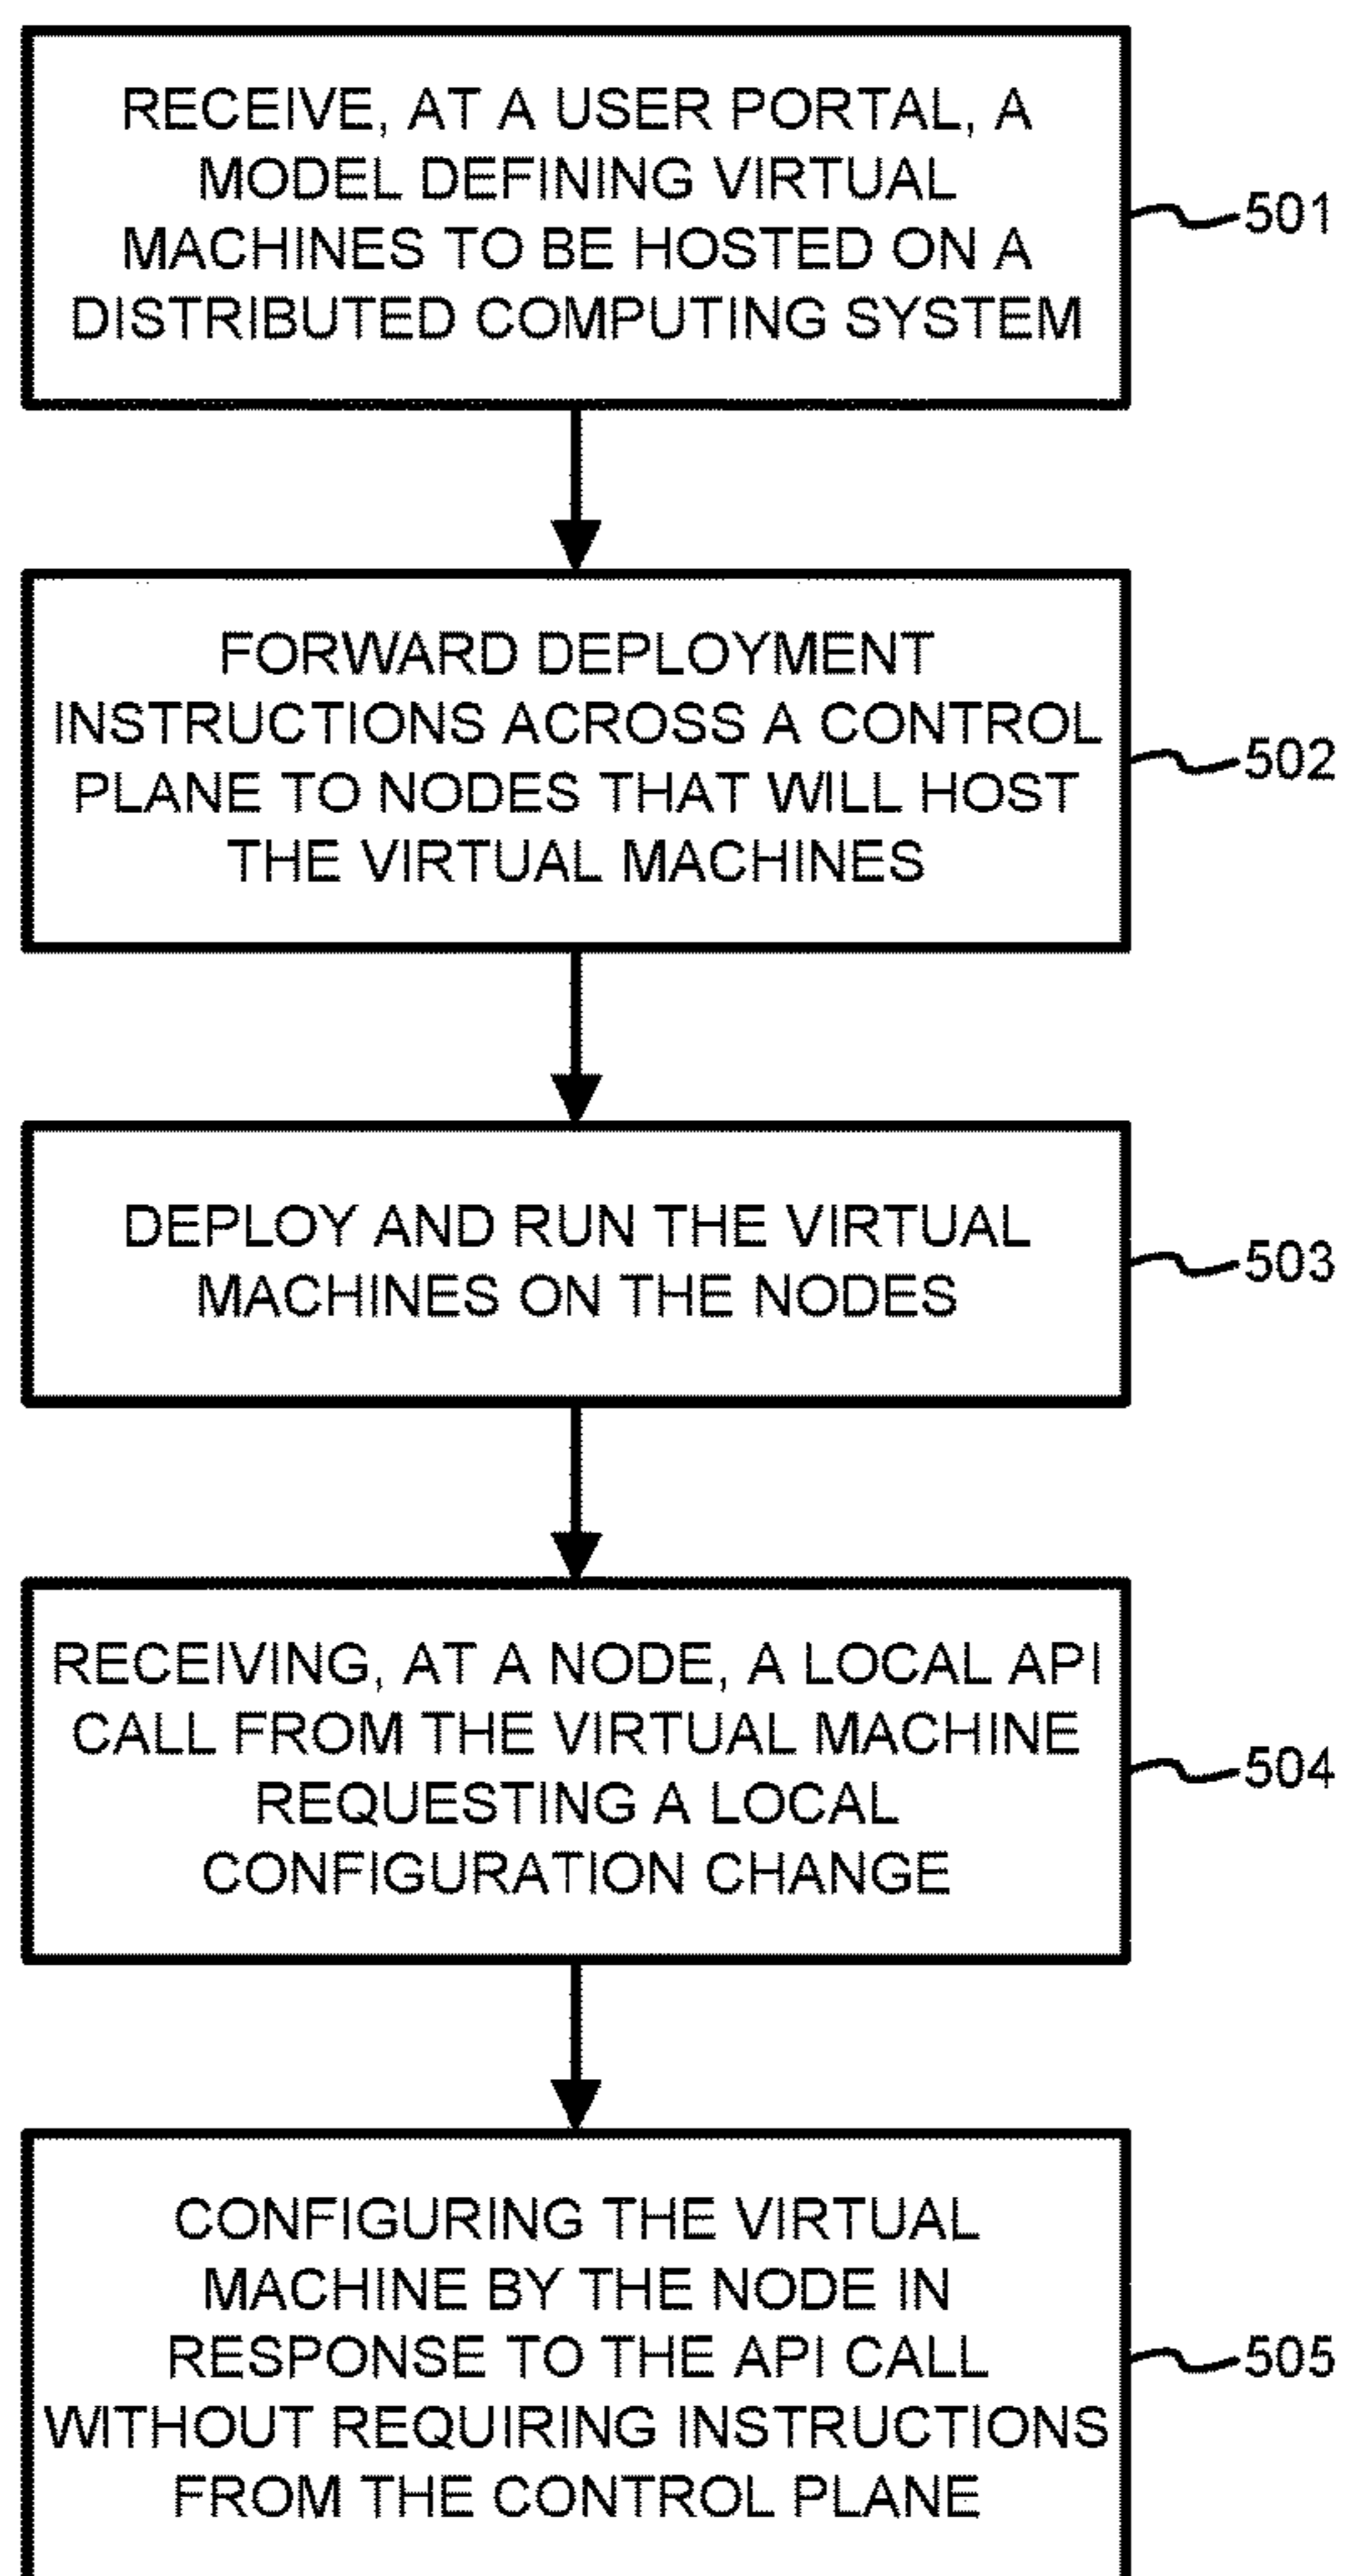 RECEIVE, AT A USER PORTAL, A
MODEL DEFINING VIRTUAL
MACHINES TO BE HOSTED ON A
DISTRIBUTED COMPUTING SYSTEM
501
FORWARD DEPLOYMENT
INSTRUCTIONS ACROSS A CONTROL
PLANE TO NODES THAT WILL HOST
THE VIRTUAL MACHINES
502
DEPLOY AND RUN THE VIRTUAL
MACHINES ON THE NODES
503
RECEIVING, AT A NODE, A LOCAL API
CALL FROM THE VIRTUAL MACHINE
REQUESTING A LOCAL
CONFIGURATION CHANGE
504
CONFIGURING THE VIRTUAL
MACHINE BY THE NODE IN
RESPONSE TO THE API CALL
WITHOUT REQUIRING INSTRUCTIONS
FROM THE CONTROL PLANE
505